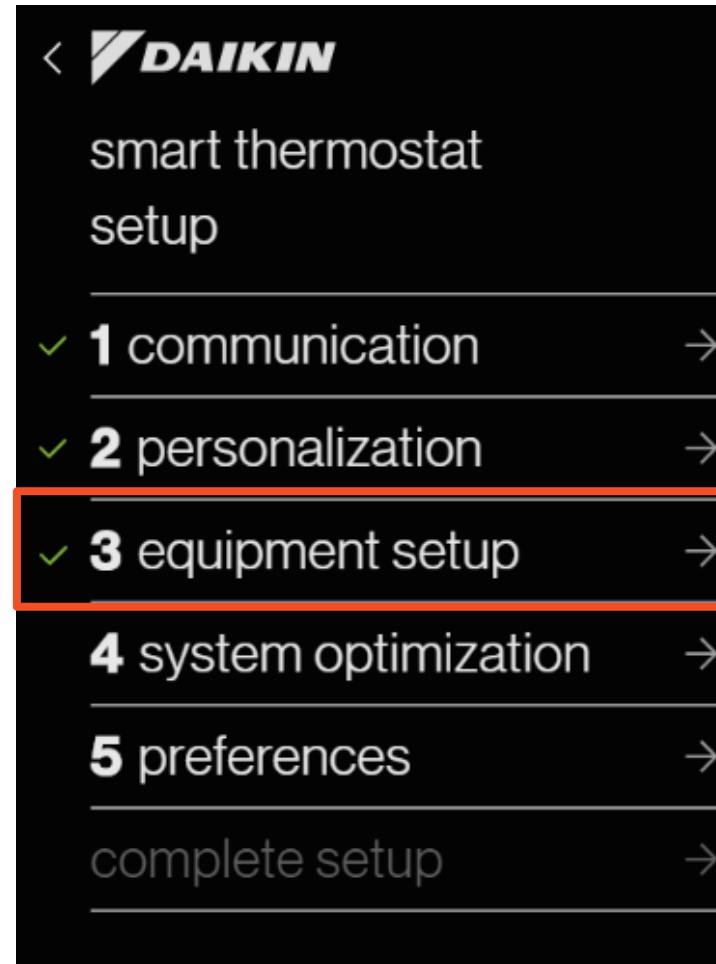 DAIKIN
smart thermostat
setup
1 communication
2 personalization
3 equipment setup
4 system optimization
5 preferences
complete setup